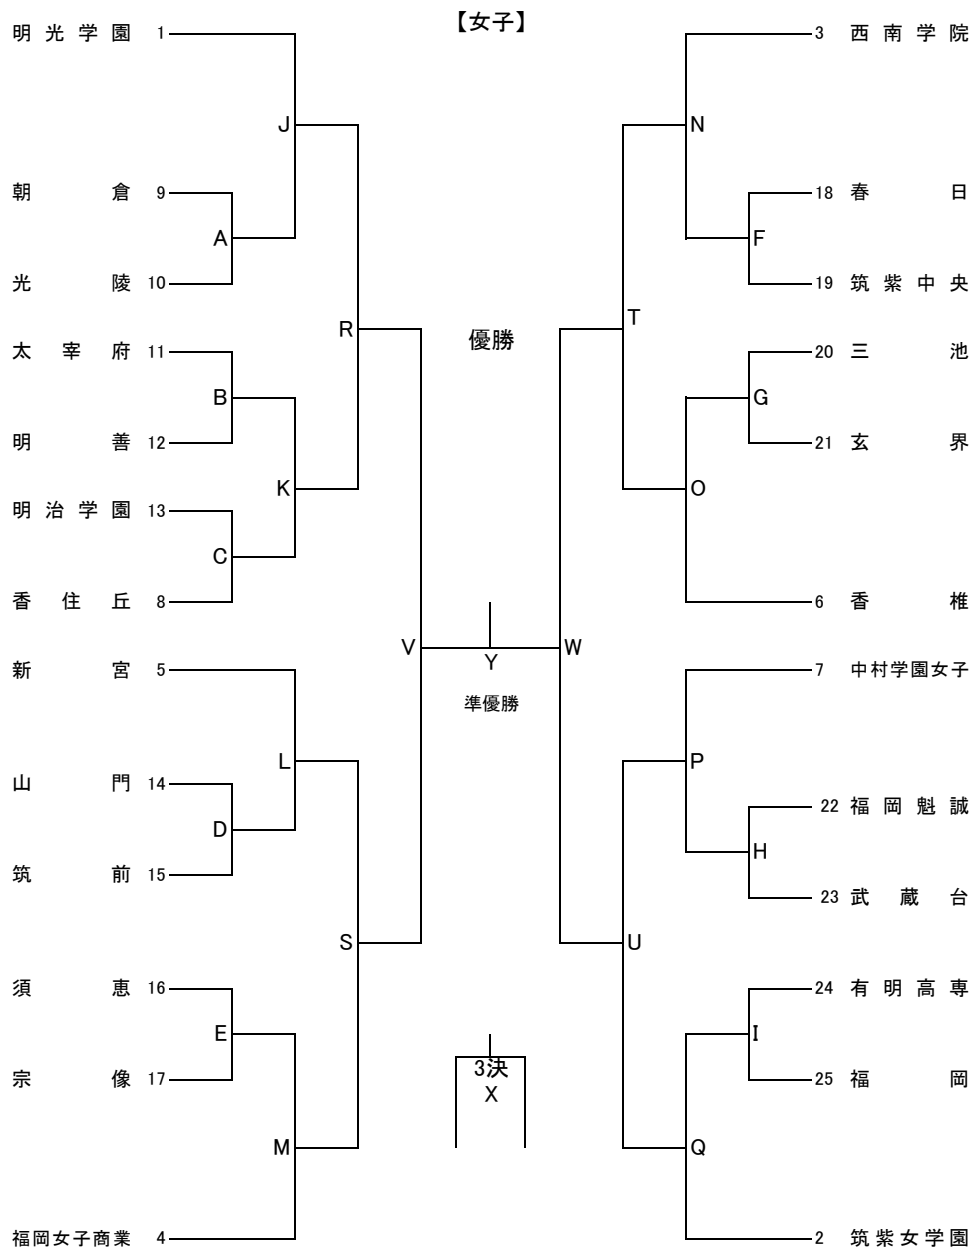 【女子】
明光学園 1
J
朝倉 9
A
光陵 10
R
太宰府 11
B
明善 12
K
明治学園 13
C
香住丘 8
V
新宮 5
L
山門 14
D
筑前 15
S
須恵 16
E
宗像 17
M
福岡女子商業 4
優勝
Y
準優勝
3決
X
3 西南学院
N
18 春日
F
19 筑紫中央
T
20 三池
G
21 玄界
O
6 香椎
W
7 中村学園女子
P
22 福岡魁誠
H
23 武蔵台
U
24 有明高専
I
25 福岡
Q
2 筑紫女学園